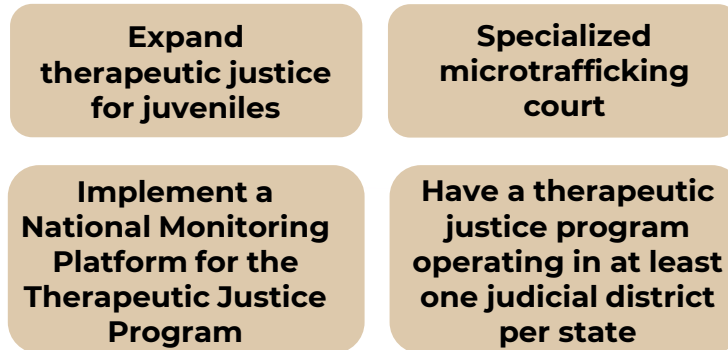 Expand
therapeutic justice
for juveniles
Specialized
microtrafficking
court
Implement a
National Monitoring
Platform for the
Therapeutic Justice
Program
Have a therapeutic
justice program
operating in at least
one judicial district
per state